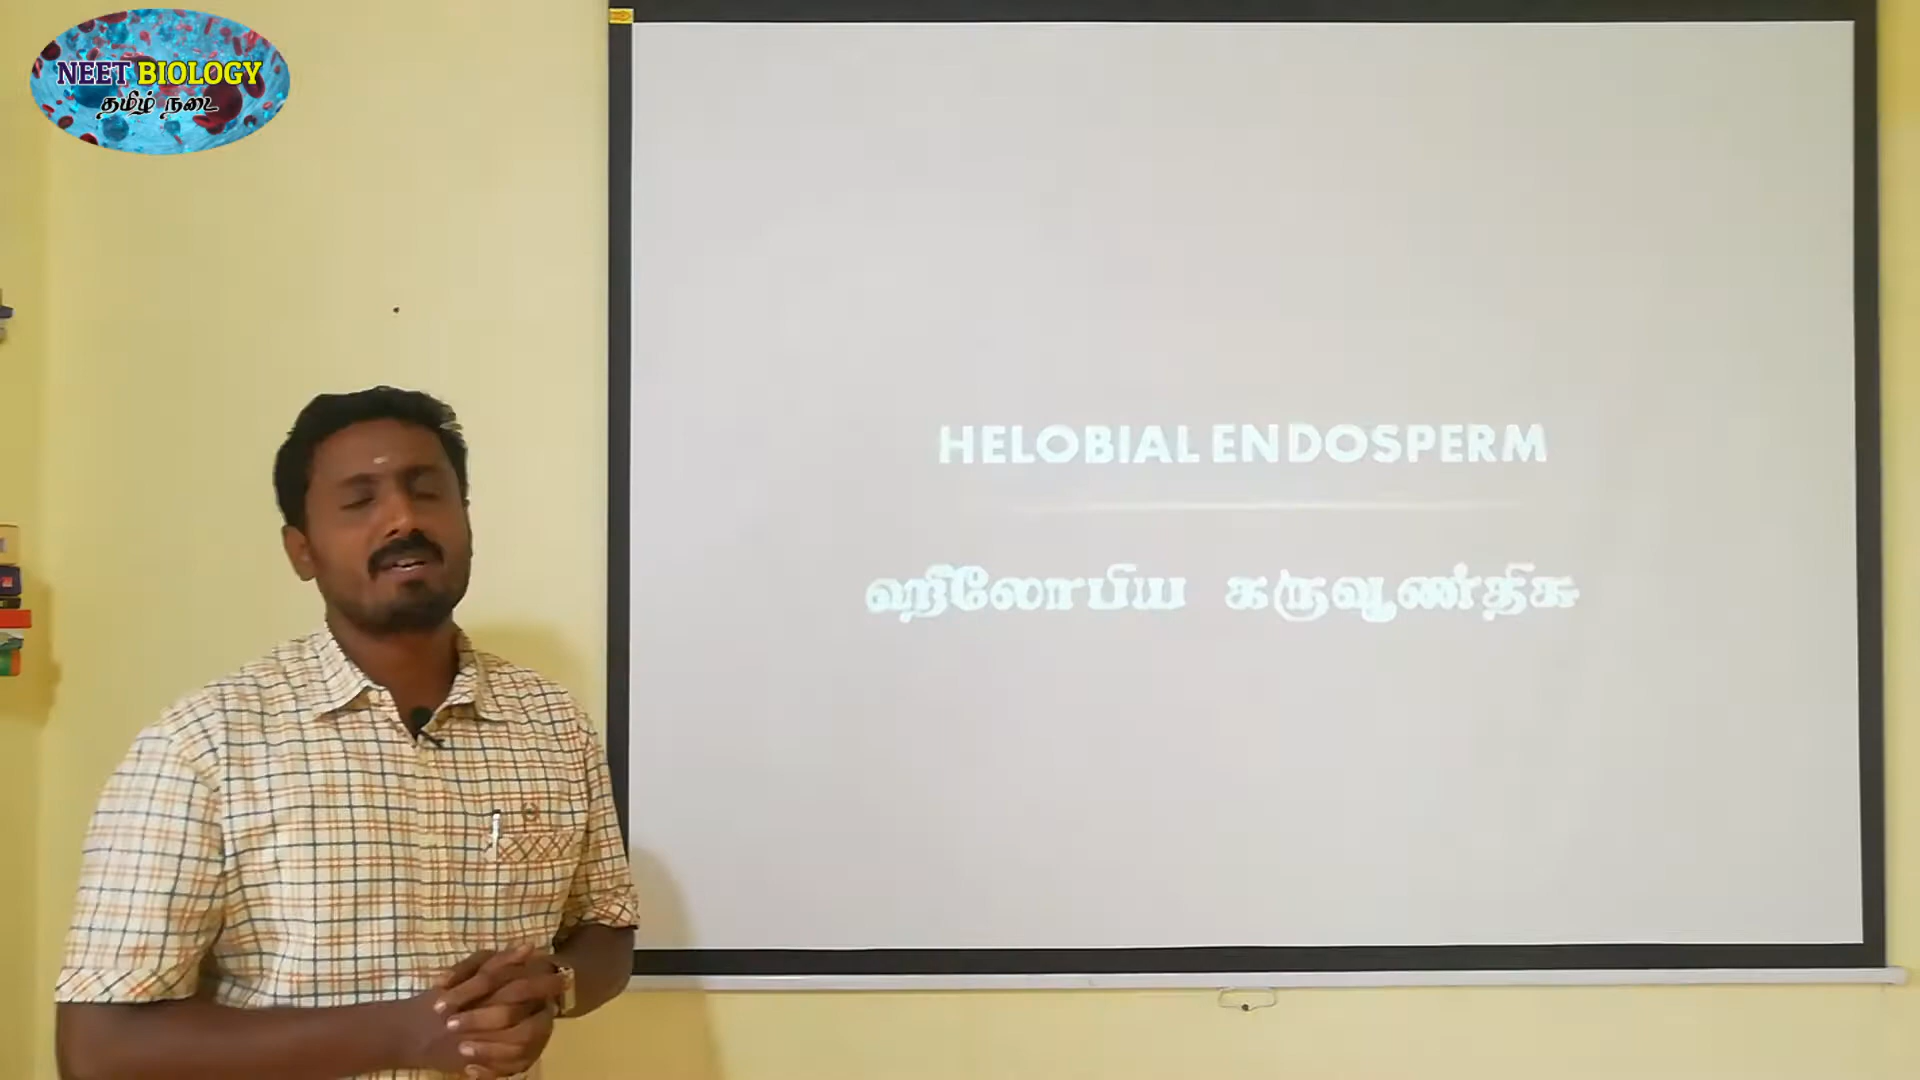 NEET BIOLOGY
தமிழ் நடை
HELOBIAL ENDOSPERM
ஹிலோபிய கருவூண்திசு